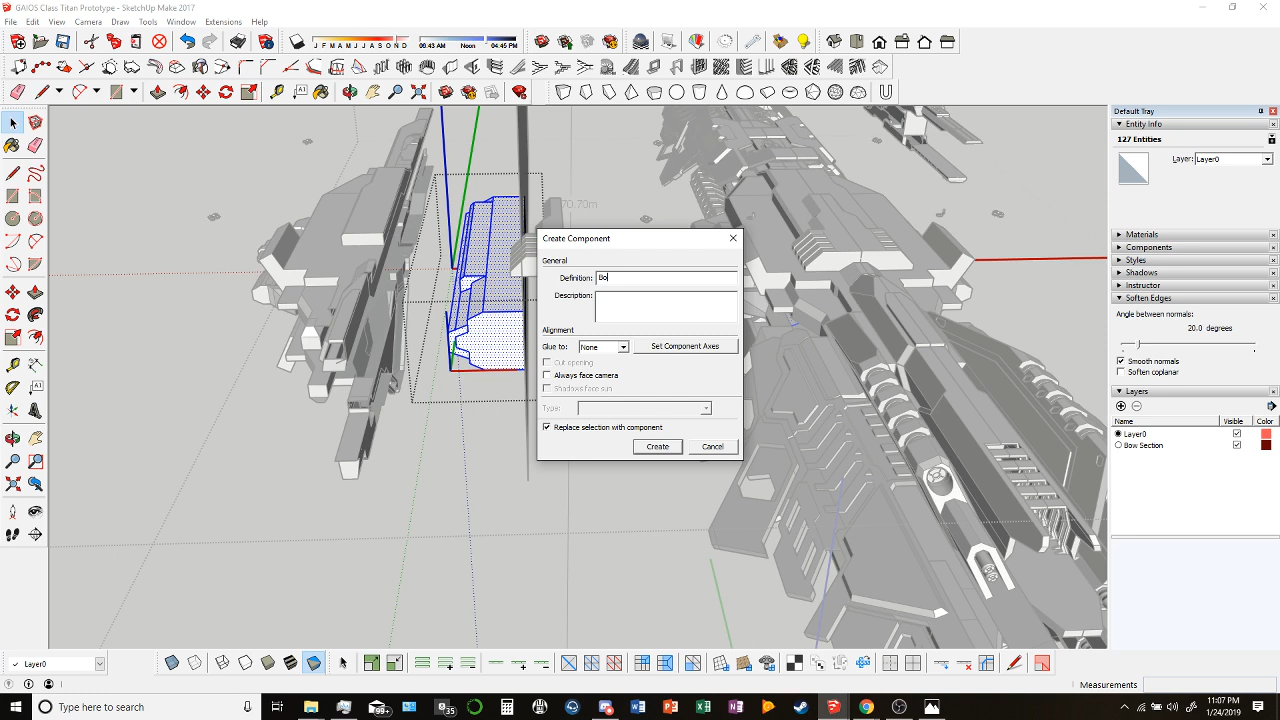 GAIOS Class Titan Prototype - SketchUp Make 2017
File Edit View Camera Draw Tools Window Extensions Help
J F M A M J J A S O N D 06:43 AM Noon 04:45 PM
70.70m
Create Component
General
Definition: Bo
Description:
Alignment
Glue to: None
Set Component Axes
Cut opening
Always face camera
Shadows face sun
Type:
Replace selection with component
Create Cancel
Default Tray
Entity Info
127 Entities
Layer: Layer0
Materials
Components
Styles
Shadows
Instructor
Soften Edges
Angle between normals:
20.0 degrees
Smooth normals
Soften coplanar
Layers
Name Visible Color
Layer0
Bow Section
Layer0
Measurements
Type here to search
99+
35
11:07 PM
1/24/2019